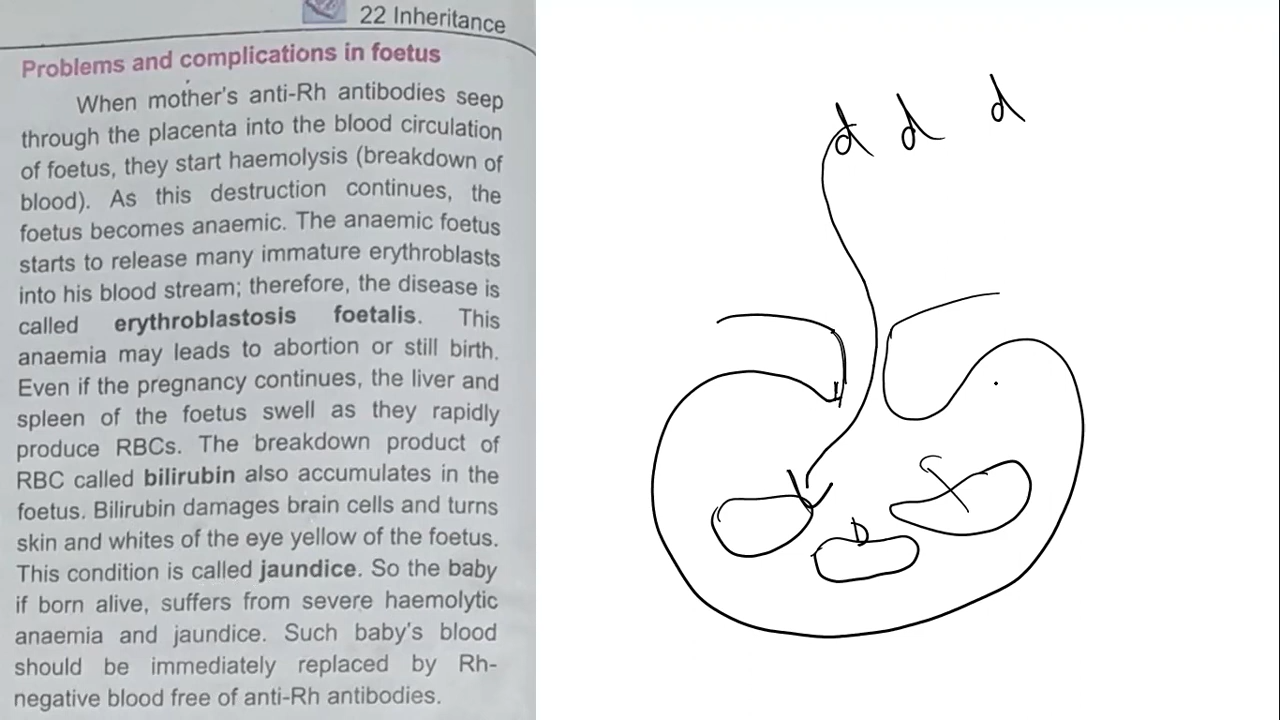 22 Inheritance
Problems and complications in foetus
When mother's anti-Rh antibodies seep
through the placenta into the blood circulation
of foetus, they start haemolysis (breakdown of
blood). As this destruction continues, the
foetus becomes anaemic. The anaemic foetus
starts to release many immature erythroblasts
into his blood stream; therefore, the disease is
called erythroblastosis foetalis. This
anaemia may leads to abortion or still birth.
Even if the pregnancy continues, the liver and
spleen of the foetus swell as they rapidly
produce RBCs. The breakdown product of
RBC called bilirubin also accumulates in the
foetus. Bilirubin damages brain cells and turns
skin and whites of the eye yellow of the foetus.
This condition is called jaundice. So the baby
if born alive, suffers from severe haemolytic
anaemia and jaundice. Such baby's blood
should be immediately replaced by Rh-
negative blood free of anti-Rh antibodies.
d d d
D